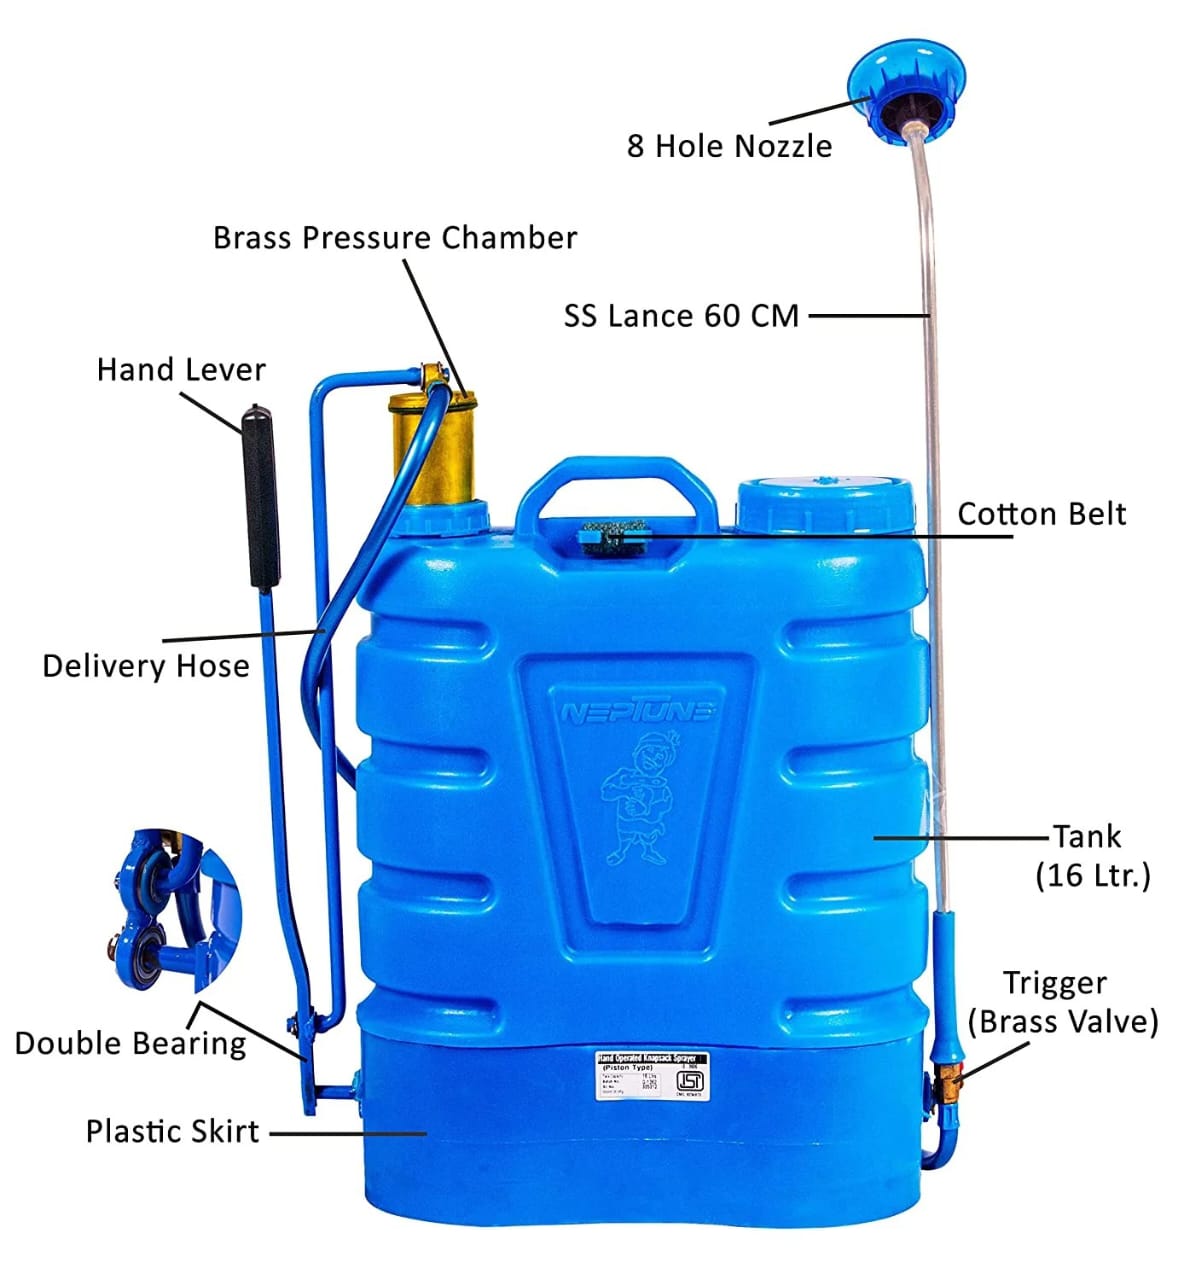 8 Hole Nozzle
Brass Pressure Chamber
SS Lance 60 CM
Hand Lever
Cotton Belt
Delivery Hose
NEPTUNE
Tank
(16 Ltr.)
Trigger
(Brass Valve)
Double Bearing
Hand Operated Knapsack Sprayer
(Piston Type)
Plastic Skirt